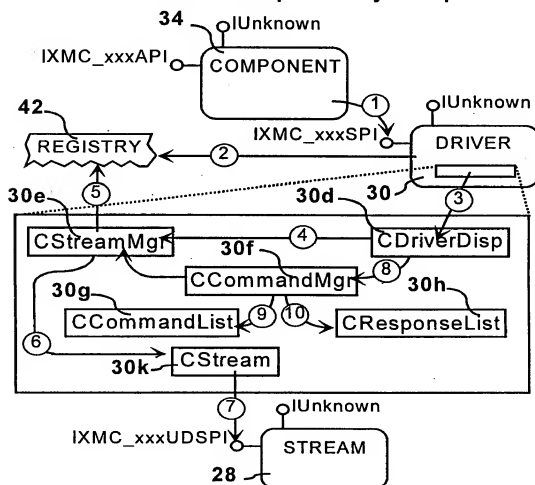 34
IUnknown
IXMC_xxxAPI
COMPONENT
42
1
IUnknown
IXMC_xxxSPI
REGISTRY
2
DRIVER
5
30
3
30e
30d
CStreamMgr
4
CDriverDisp
30f
8
CCommandMgr
30g
9
10
30h
CCommandList
CResponseList
6
CStream
30k
7
IUnknown
IXMC_xxxUDSPI
STREAM
28